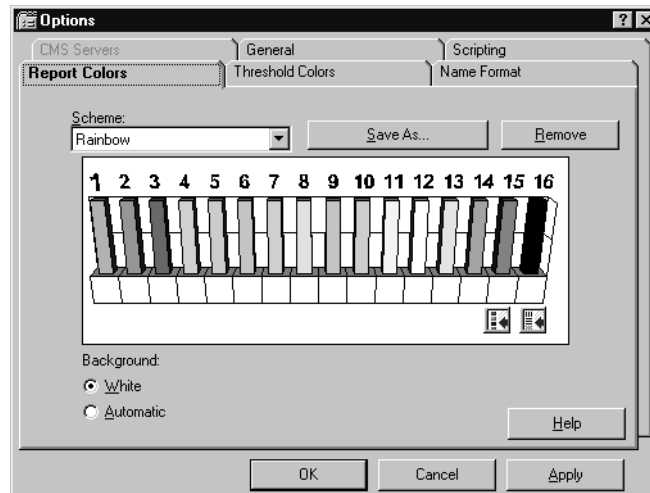 Options
CMS Servers General Scripting
Report Colors Threshold Colors Name Format
Scheme:
Rainbow Save As... Remove
1 2 3 4 5 6 7 8 9 10 11 12 13 14 15 16
Background:
White
Automatic
Help
OK Cancel Apply